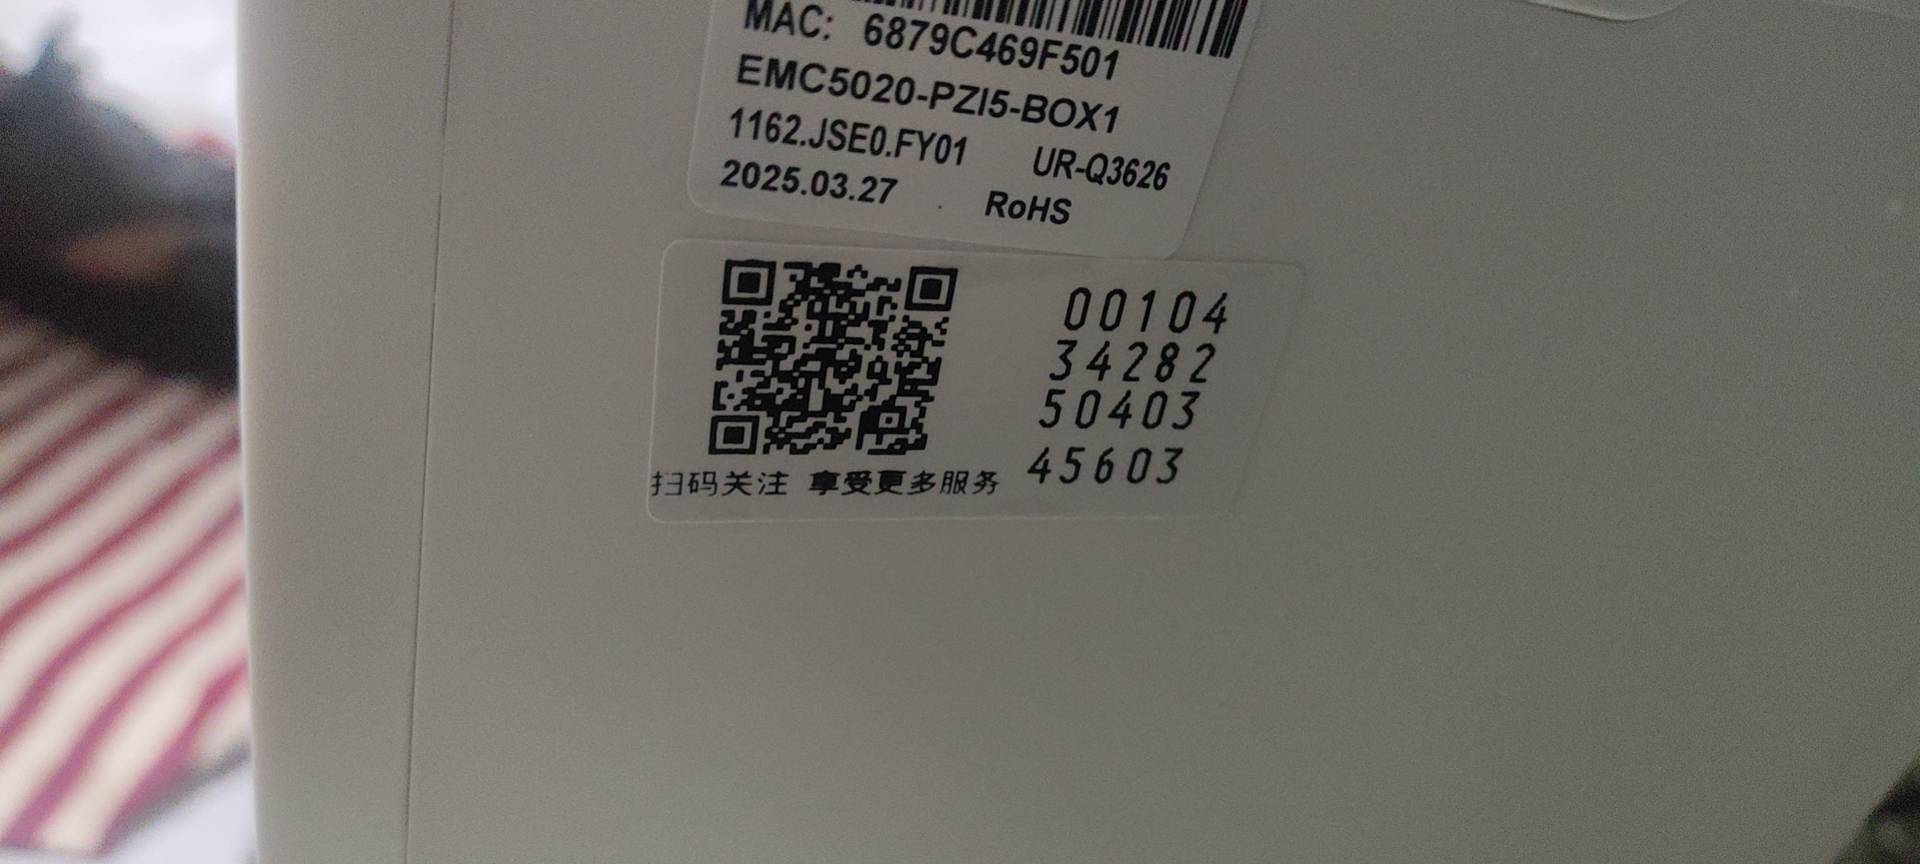 MAC: 6879C469F501
EMC5020-PZI5-BOX1
1162.JSE0.FY01 UR-Q3626
2025.03.27 RoHS
00104
34282
50403
45603
扫码关注 享受更多服务